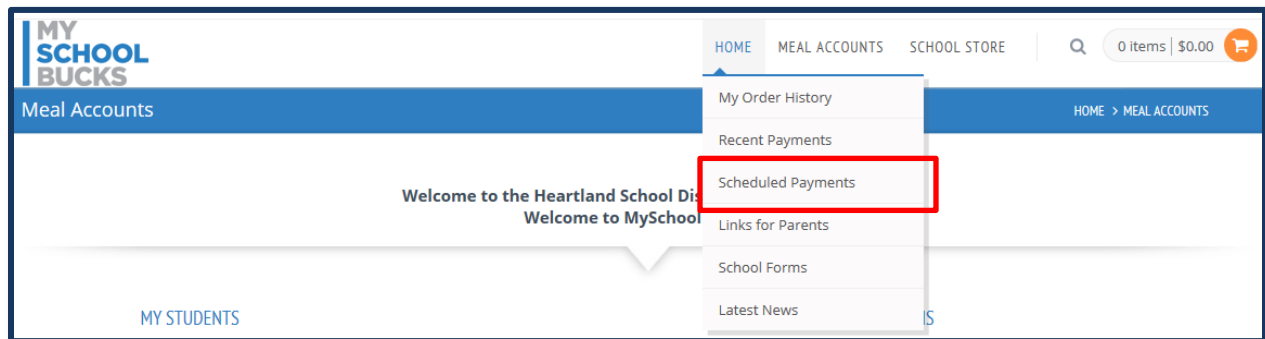 MY
SCHOOL
BUCKS
HOME MEAL ACCOUNTS SCHOOL STORE 0 items | $0.00
Meal Accounts
HOME > MEAL ACCOUNTS
My Order History
Recent Payments
Scheduled Payments
Links for Parents
School Forms
Latest News
Welcome to the Heartland School
Welcome to MySchool
MY STUDENTS